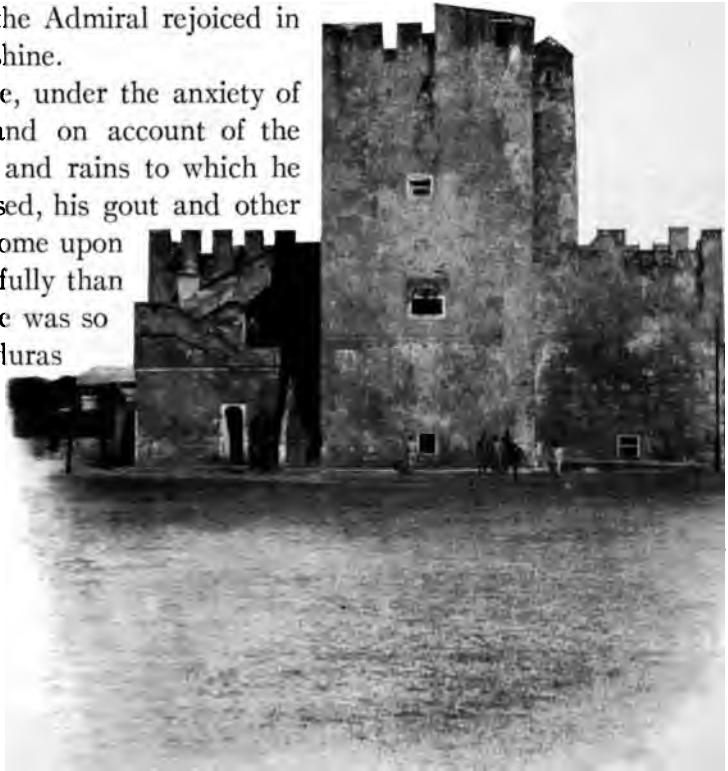 the Admiral rejoiced in
hine.
e, under the anxiety of
and on account of the
and rains to which he
sed, his gout and other
ome upon
fully than
e was so
duras